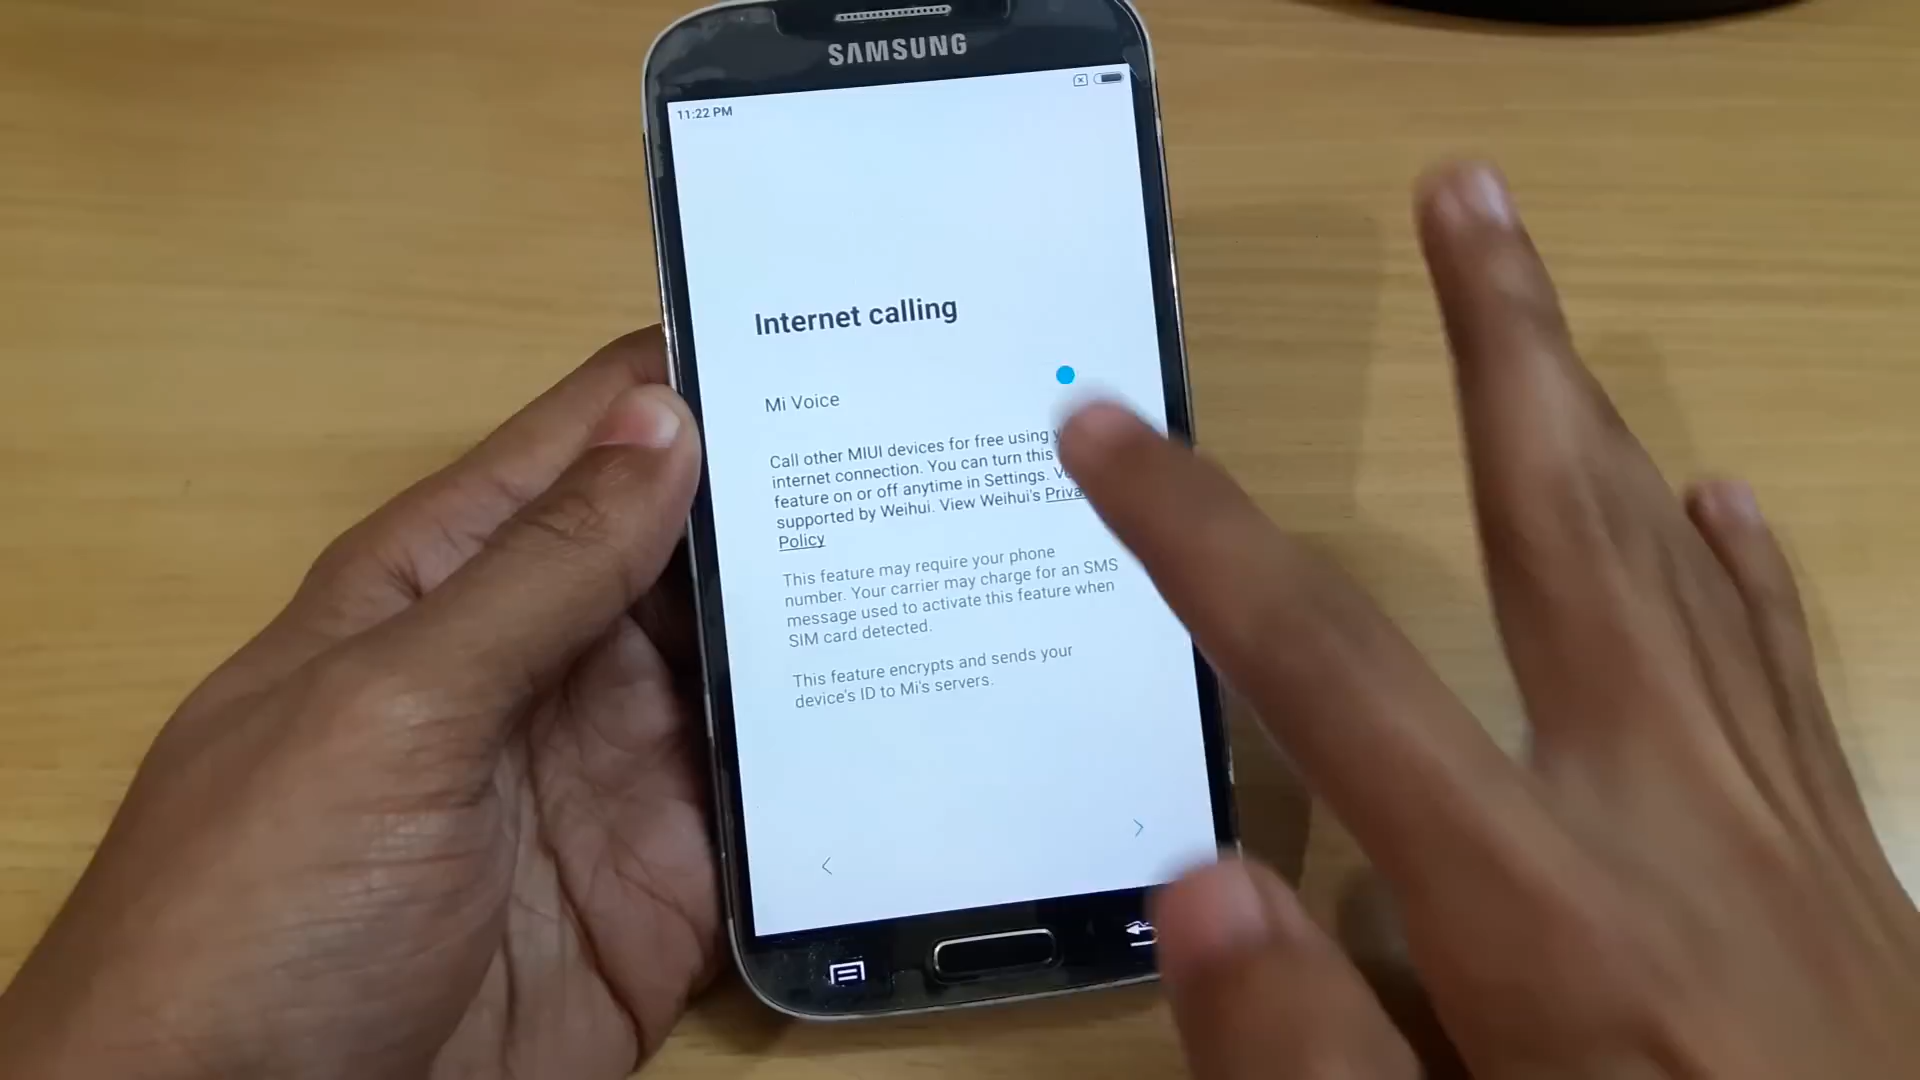 SAMSUNG
11:22 PM
Internet calling
Mi Voice
Call other MIUI devices for free using
internet connection. You can turn this
feature on or off anytime in Settings.
supported by Weihui. View Weihui's
Policy
This feature may require your phone
number. Your carrier may charge for an SMS
message used to activate this feature when
SIM card detected.
This feature encrypts and sends your
device's ID to Mi's servers.